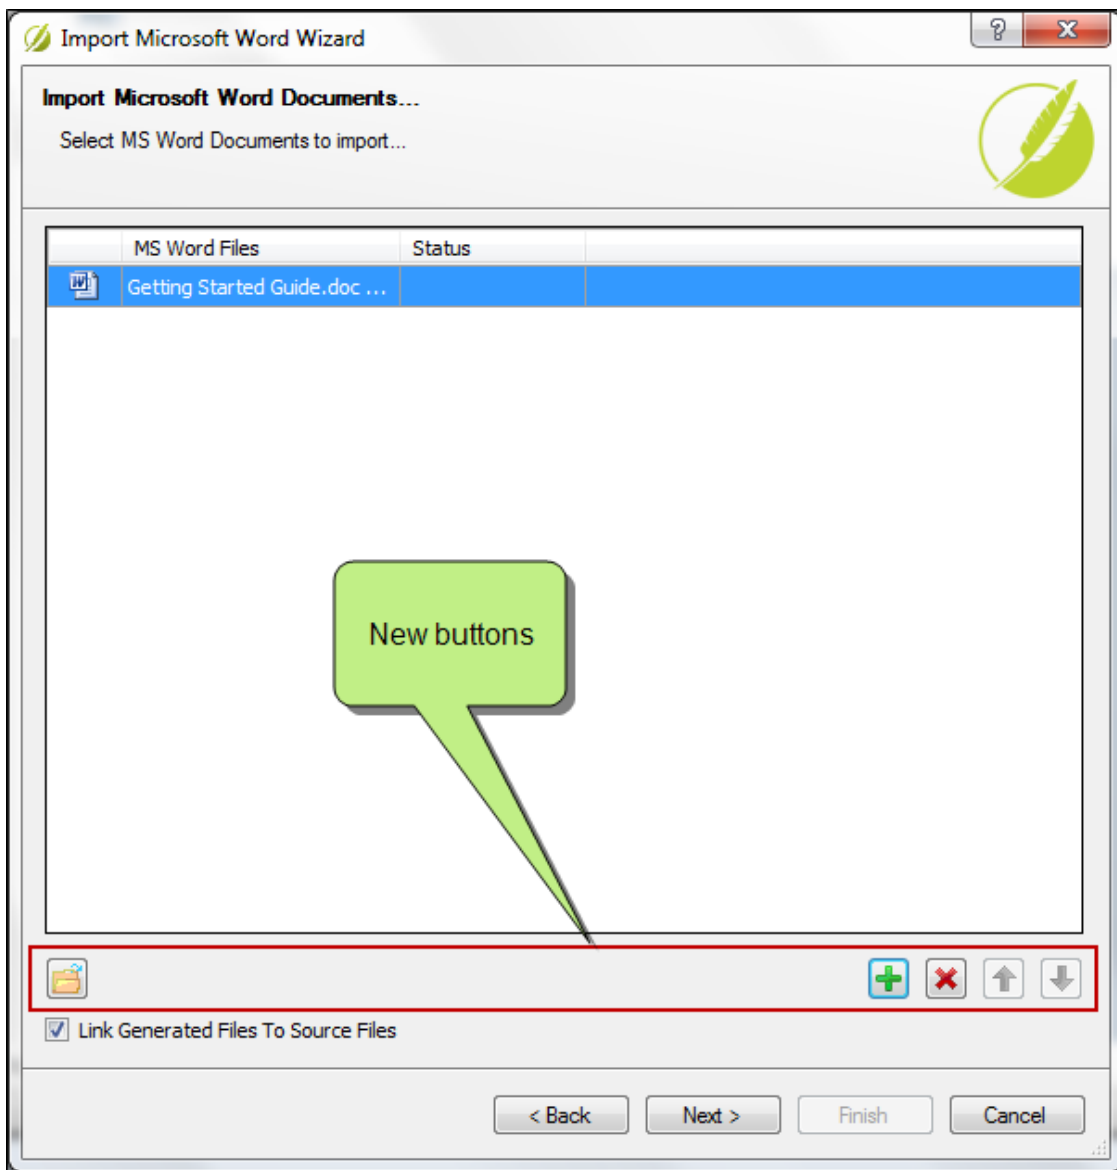 Import Microsoft Word Wizard
Import Microsoft Word Documents...
Select MS Word Documents to import...
MS Word Files Status
Getting Started Guide.doc ...
New buttons
Link Generated Files To Source Files
< Back Next > Finish Cancel